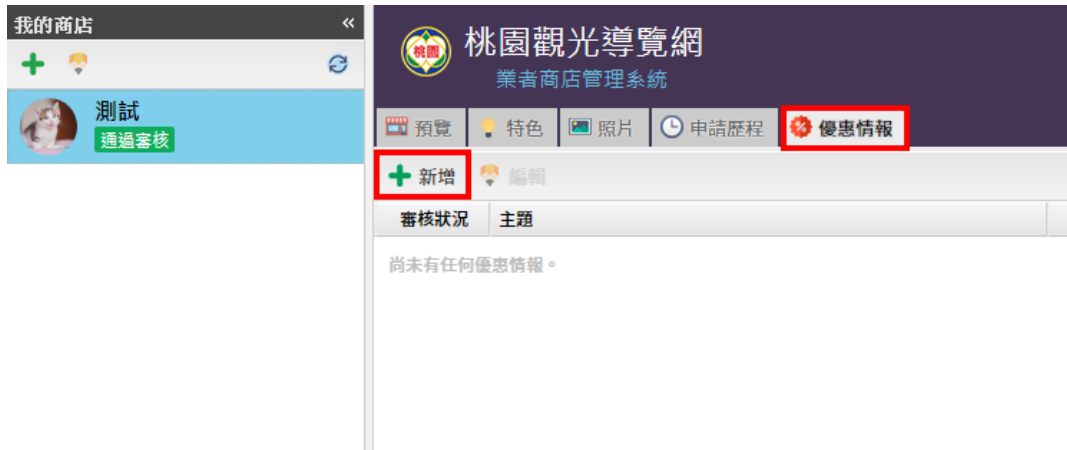 我的商店 «
測試
通過審核
桃園
桃園觀光導覽網
業者商店管理系統
預覽 特色 照片 申請歷程 優惠情報
新增 編輯
審核狀況 主題
尚未有任何優惠情報。